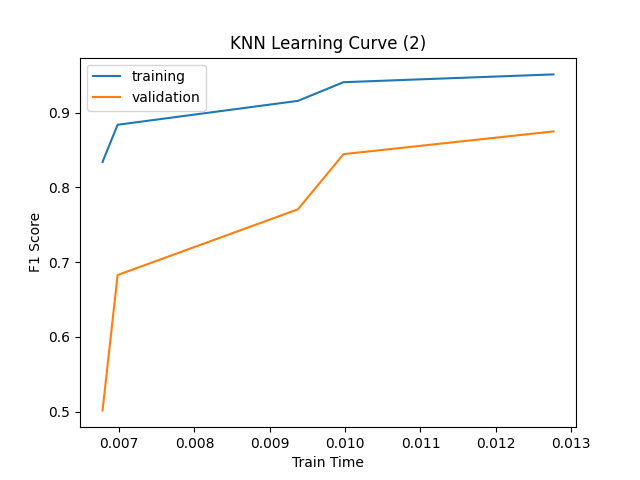 KNN Learning Curve (2)
training
validation
F1 Score
0.9
0.8
0.7
0.6
0.5
0.007 0.008 0.009 0.010 0.011 0.012 0.013
Train Time